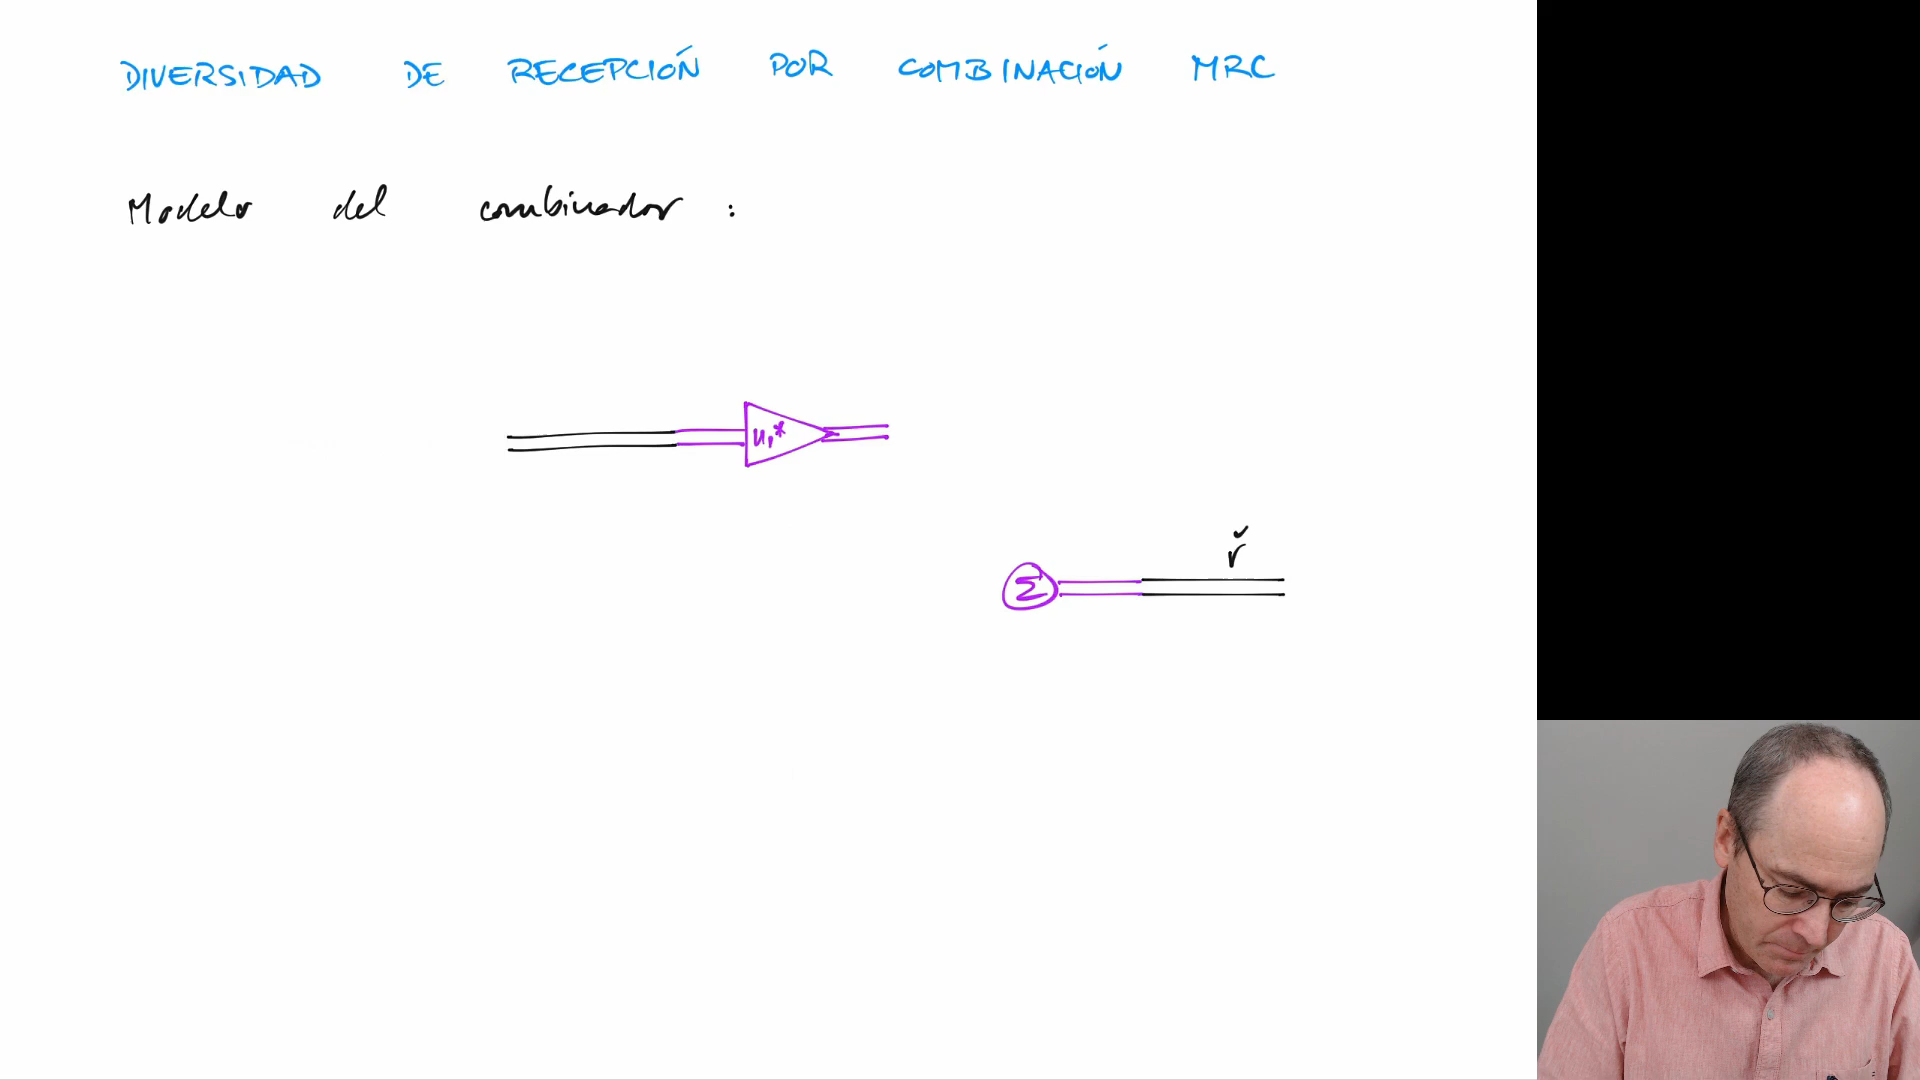 DIVERSIDAD DE RECEPCIÓN POR COMBINACIÓN MRC
Modelo del combinador :
u₁*
ř
Σ